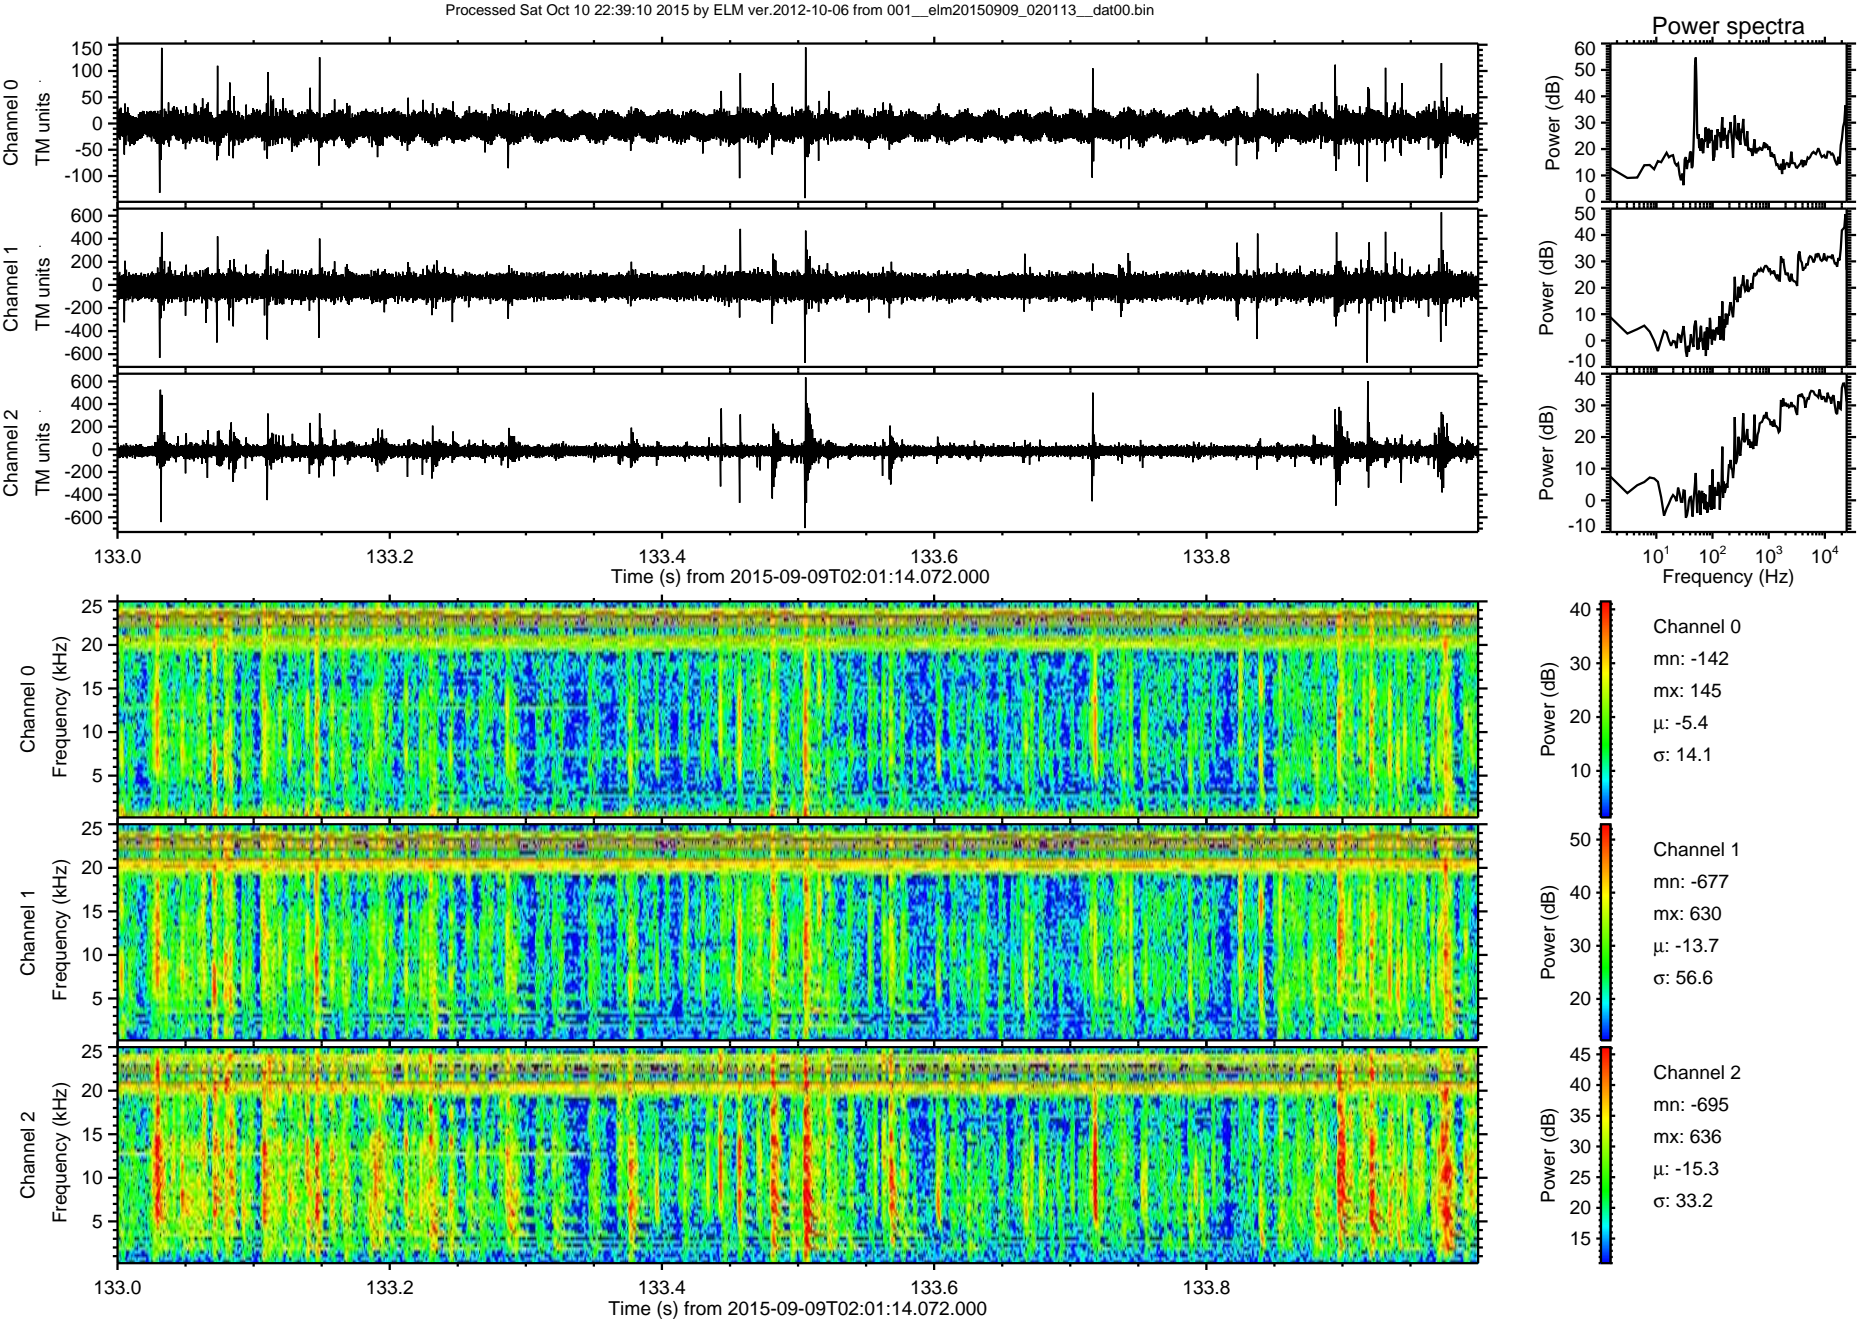 Processed Sat Oct 10 22:39:10 2015 by ELM ver.2012-10-06 from 001__elm20150909_020113__dat00.bin
Power spectra
Channel 0
TM units
150
100
50
0
-50
-100
Power (dB)
60
50
40
30
20
10
0
Channel 1
TM units
600
400
200
0
-200
-400
-600
Power (dB)
50
40
30
20
10
0
-10
Channel 2
TM units
600
400
200
0
-200
-400
-600
Power (dB)
40
30
20
10
0
-10
133.0 133.2 133.4 133.6 133.8
Time (s) from 2015-09-09T02:01:14.072.000
10¹ 10² 10³ 10⁴
Frequency (Hz)
Channel 0
Frequency (kHz)
25
20
15
10
5
Power (dB)
40
30
20
10
Channel 0
mn: -142
mx: 145
μ: -5.4
σ: 14.1
Channel 1
Frequency (kHz)
25
20
15
10
5
Power (dB)
50
40
30
20
Channel 1
mn: -677
mx: 630
μ: -13.7
σ: 56.6
Channel 2
Frequency (kHz)
25
20
15
10
5
Power (dB)
45
40
35
30
25
20
15
Channel 2
mn: -695
mx: 636
μ: -15.3
σ: 33.2
133.0 133.2 133.4 133.6 133.8
Time (s) from 2015-09-09T02:01:14.072.000